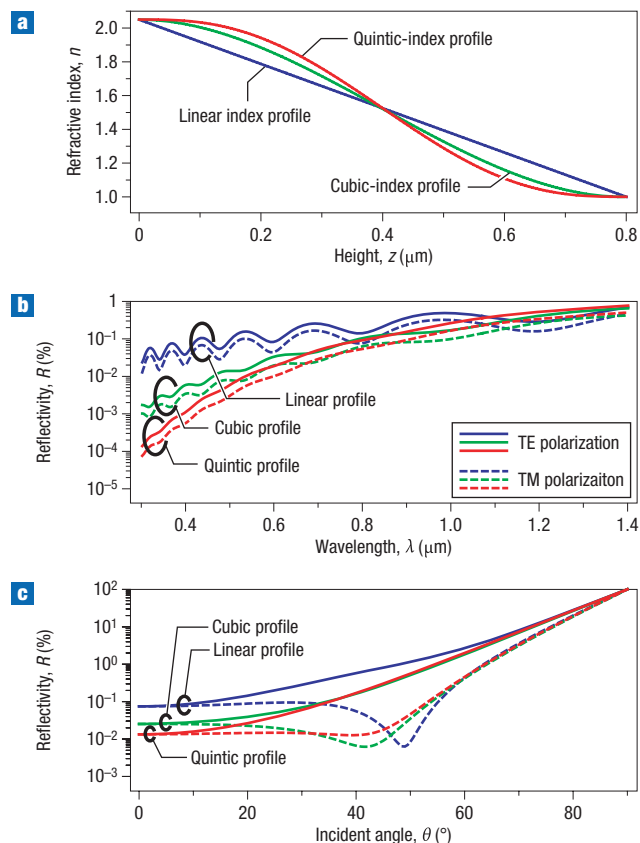 a
Refractive index, n
2.2
2.0
1.8
1.6
1.4
1.2
1.0
Quintic-index profile
Linear index profile
Cubic-index profile
0
0.2
0.4
0.6
0.8
Height, z (μm)
b
Reflectivity, R (%)
1
10⁻¹
10⁻²
10⁻³
10⁻⁴
10⁻⁵
Linear profile
Cubic profile
Quintic profile
TE polarization
TM polarizaiton
0.4
0.6
0.8
1.0
1.2
1.4
Wavelength, λ (μm)
c
Reflectivity, R (%)
10²
10¹
10⁰
10⁻¹
10⁻²
10⁻³
Cubic profile
Linear profile
Quintic profile
0
20
40
60
80
Incident angle, θ (°)